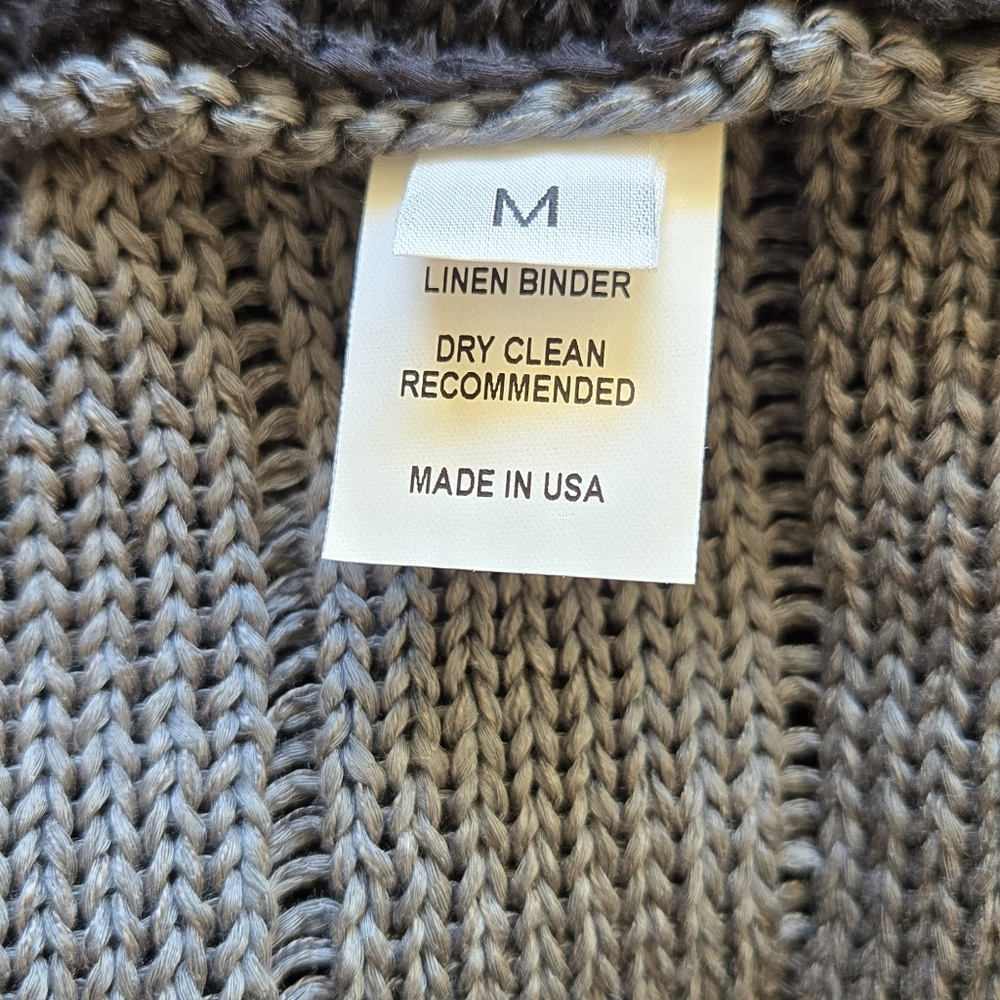 M
LINEN BINDER
DRY CLEAN
RECOMMENDED
MADE IN USA